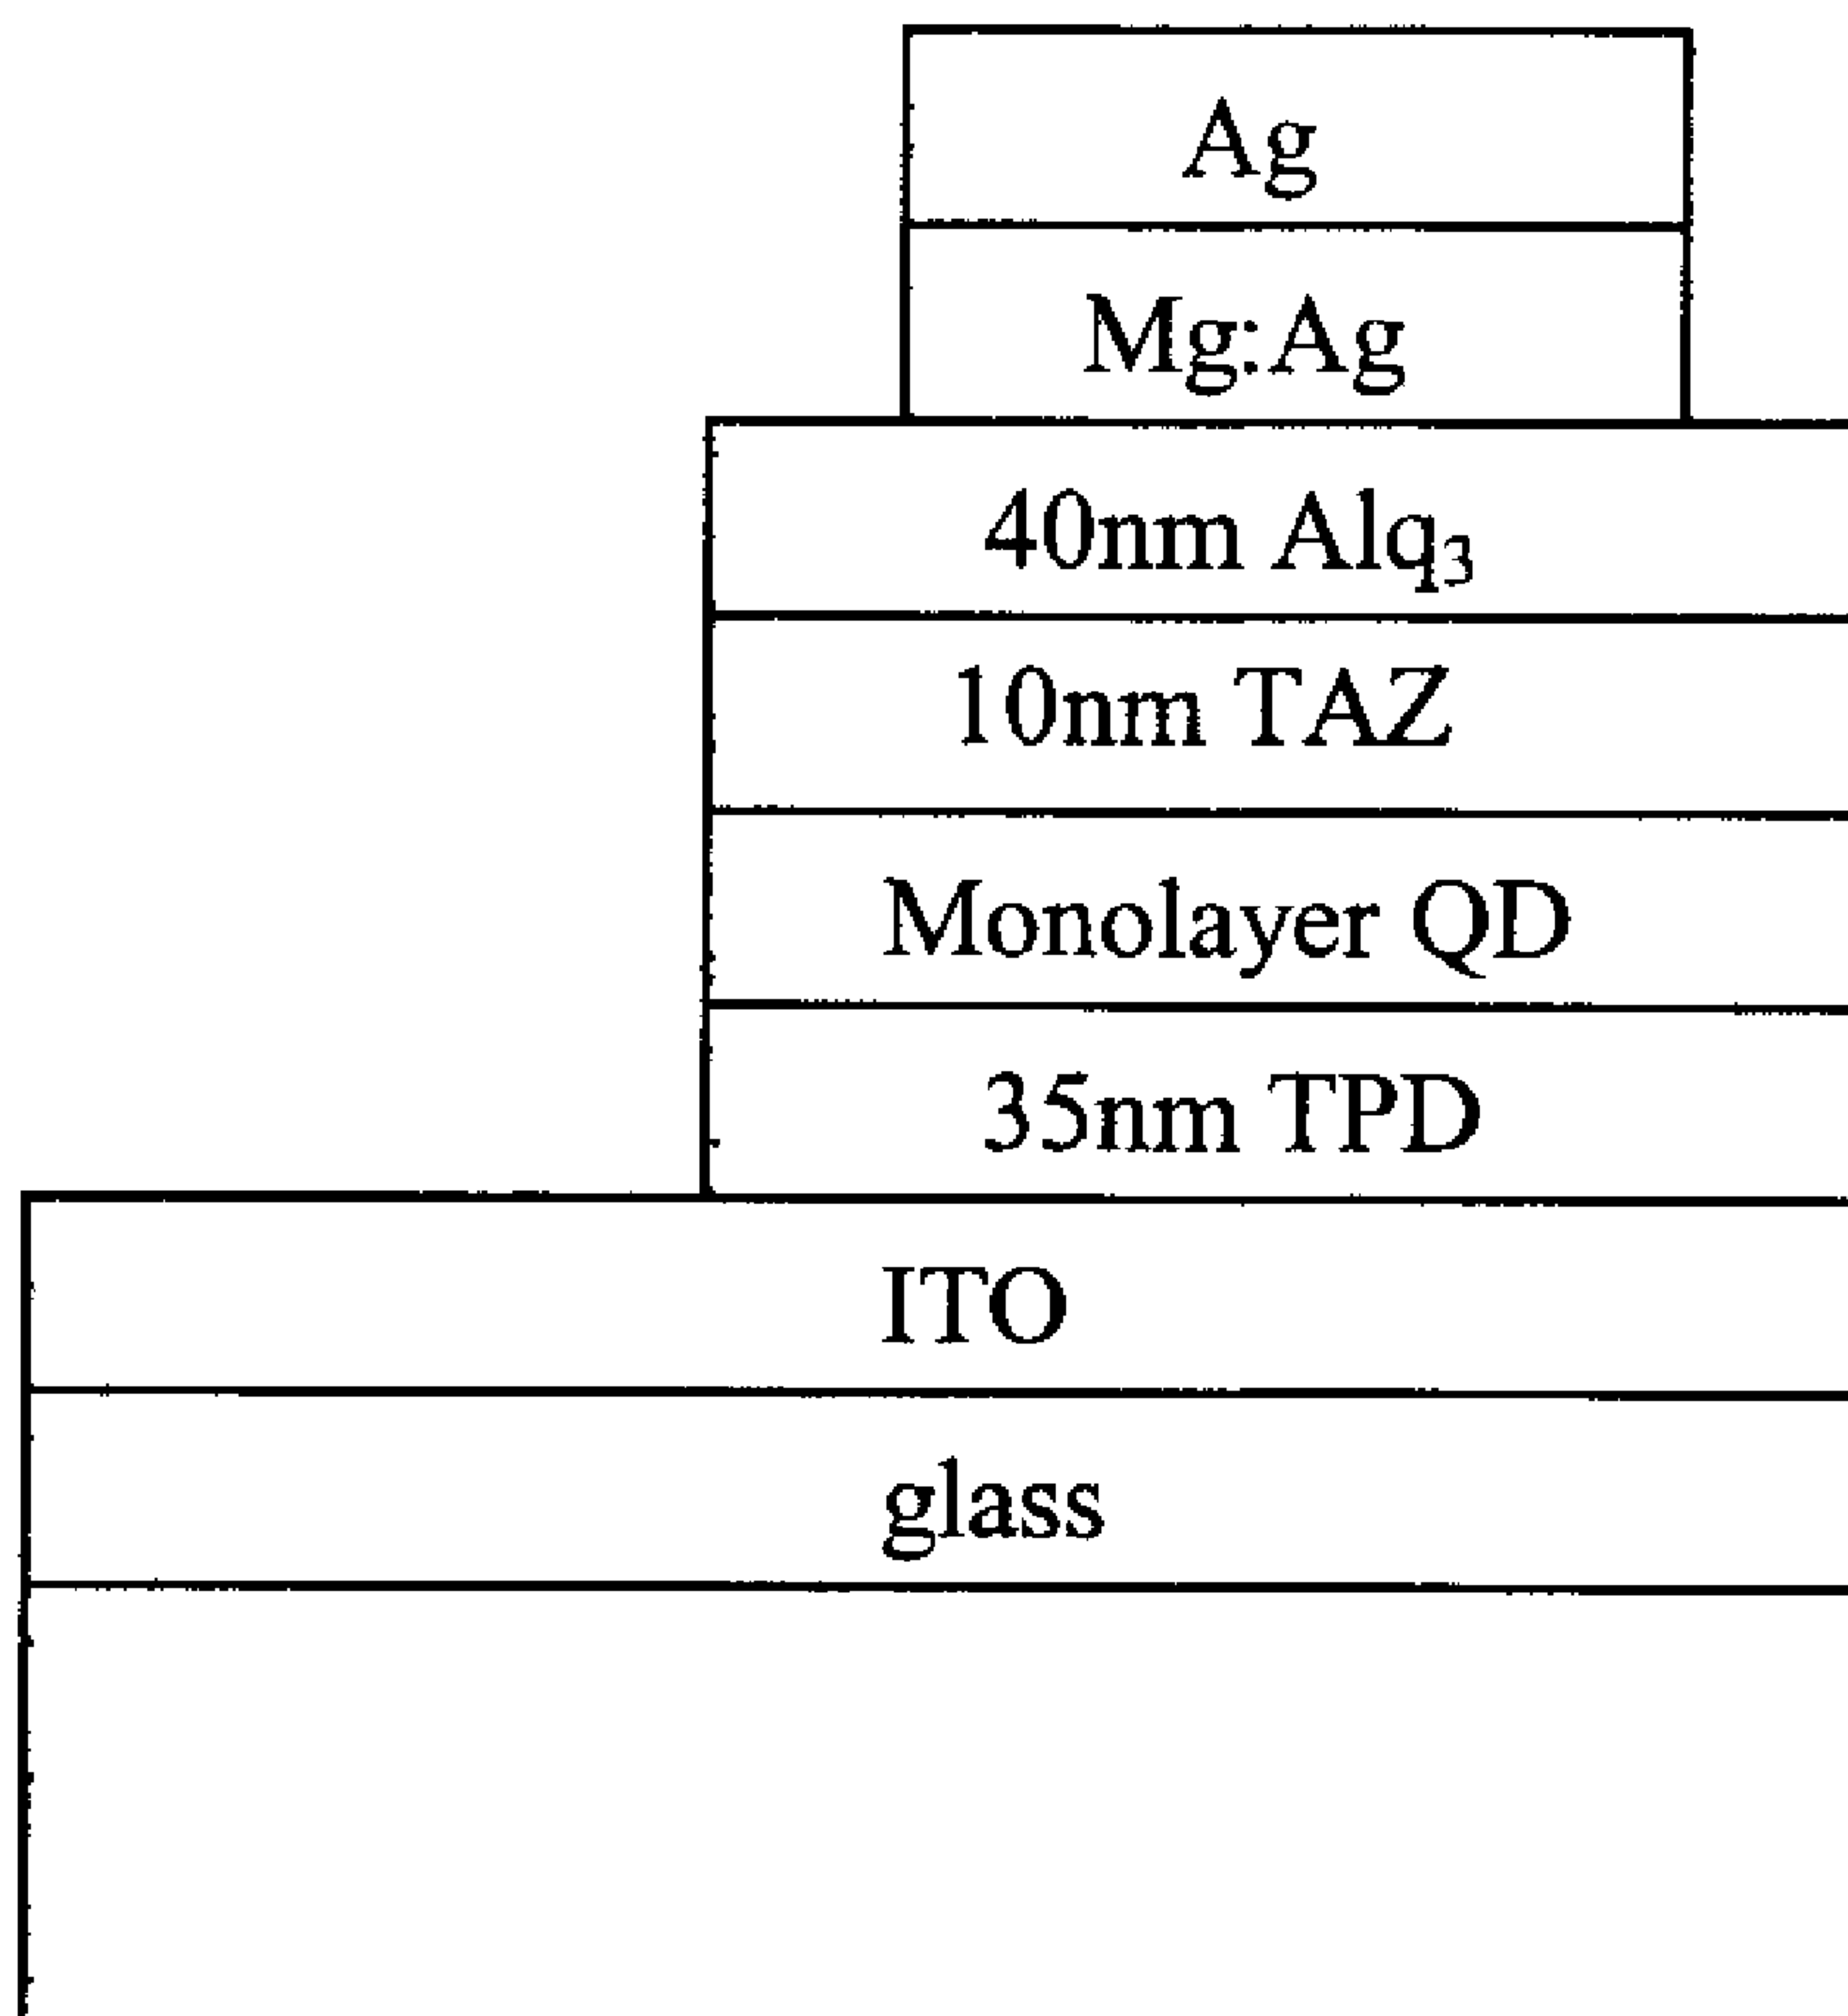 Ag
Mg:Ag
40nm Alq₃
10nm TAZ
Monolayer QD
35nm TPD
ITO
glass